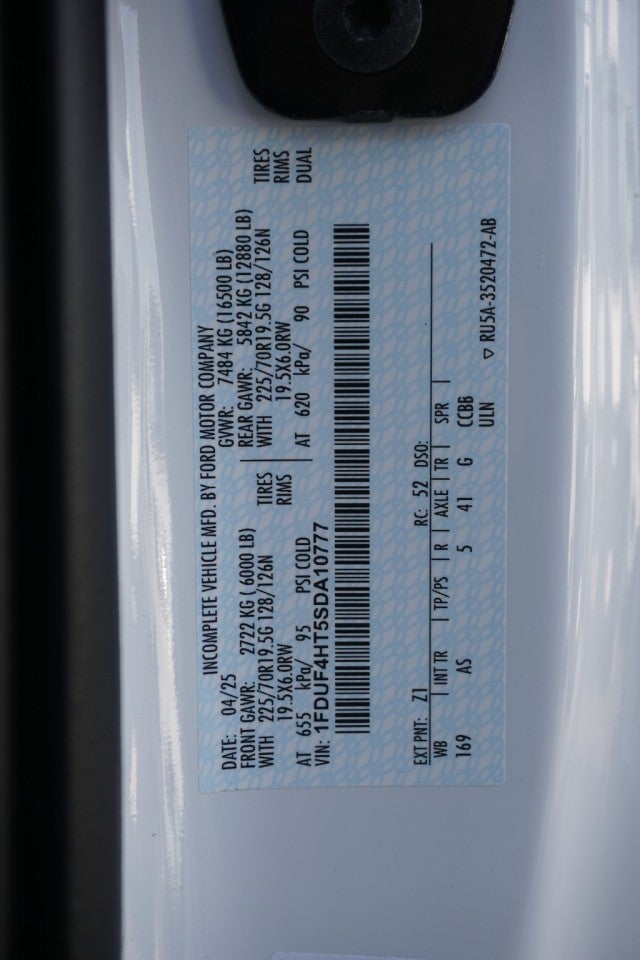 INCOMPLETE VEHICLE MFD. BY FORD MOTOR COMPANY
DATE: 04/25 GVWR: 7484 KG (16500 LB)
FRONT GAWR: 2722 KG ( 6000 LB) REAR GAWR: 5842 KG (12880 LB)
WITH 225/70R19.5G 128/126N TIRES WITH 225/70R19.5G 128/126N TIRES
19.5X6.0RW RIMS 19.5X6.0RW RIMS
AT 655 kPa/ 95 PSI COLD AT 620 kPa/ 90 PSI COLD DUAL
VIN: 1FDUF4HT5SDA10777
EXT PNT: Z1 RC: 52 DSO:
WB INT TR TP/PS R AXLE TR SPR
169 AS 5 41 G CCBB
ULN
▽ RU5A-3520472-AB